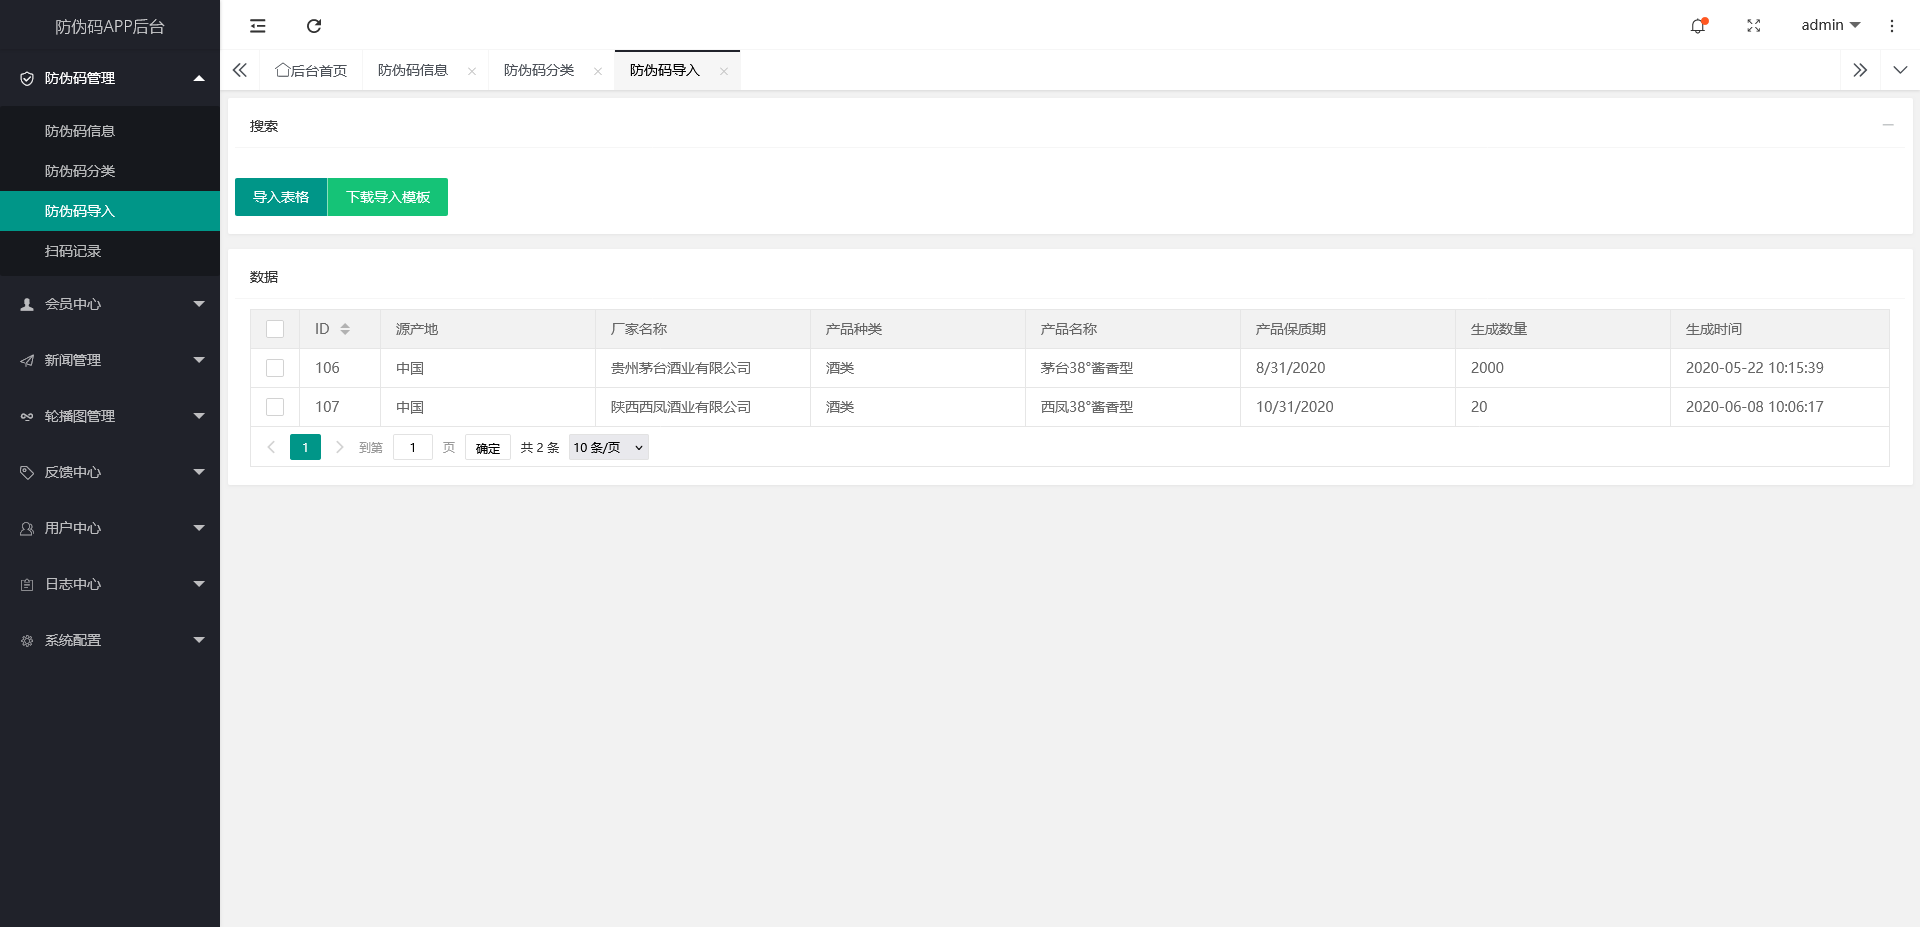 防伪码APP后台
防伪码管理
防伪码信息
防伪码分类
防伪码导入
扫码记录
会员中心
新闻管理
轮播图管理
反馈中心
用户中心
日志中心
系统配置
admin
后台首页 防伪码信息 防伪码分类 防伪码导入
搜索
导入表格 下载导入模板
数据
ID 源产地 厂家名称 产品种类 产品名称 产品保质期 生成数量 生成时间
106 中国 贵州茅台酒业有限公司 酒类 茅台38°酱香型 8/31/2020 2000 2020-05-22 10:15:39
107 中国 陕西西凤酒业有限公司 酒类 西凤38°酱香型 10/31/2020 20 2020-06-08 10:06:17
1 到第 1 页 确定 共 2 条 10 条/页